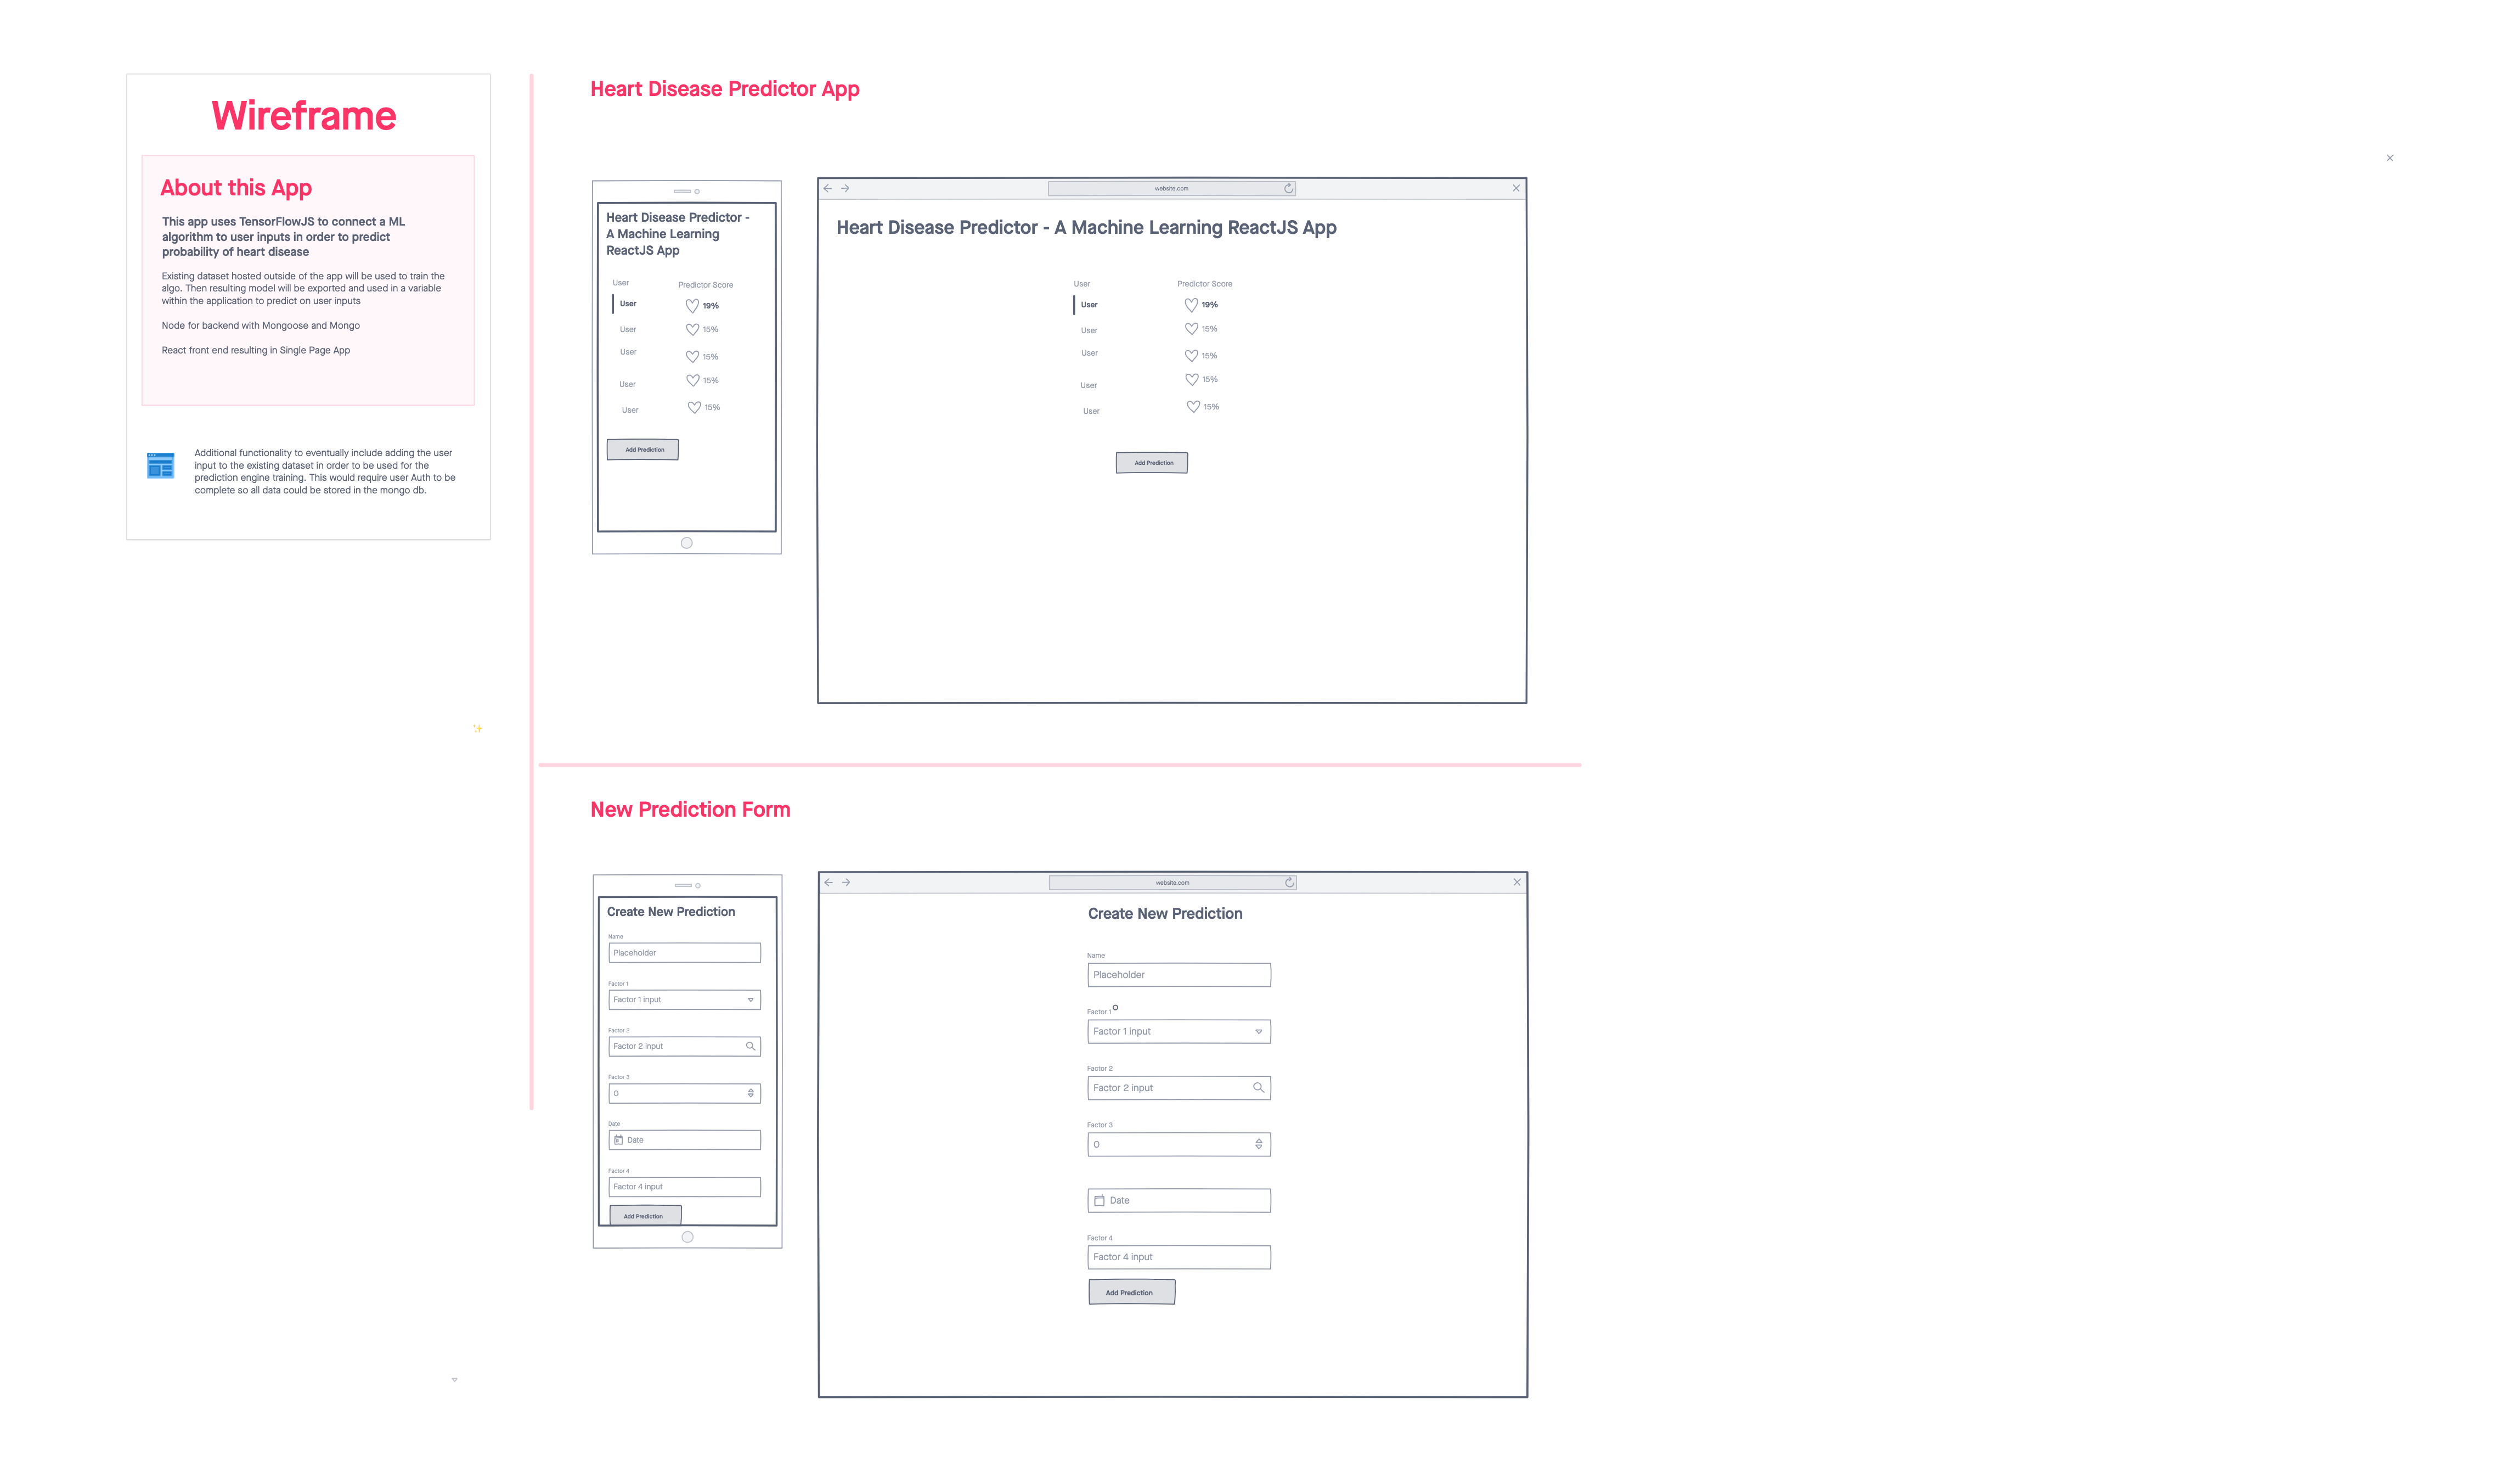 Wireframe
About this App
This app uses TensorFlowJS to connect a ML
algorithm to user inputs in order to predict
probability of heart disease
Existing dataset hosted outside of the app will be used to train the
algo. Then resulting model will be exported and used in a variable
within the application to predict on user inputs
Node for backend with Mongoose and Mongo
React front end resulting in Single Page App
Additional functionality to eventually include adding the user
input to the existing dataset in order to be used for the
prediction engine training. This would require user Auth to be
complete so all data could be stored in the mongo db.
Heart Disease Predictor App
Heart Disease Predictor -
A Machine Learning
ReactJS App
User Predictor Score
User 19%
User 15%
User 15%
User 15%
User 15%
Add Prediction
website.com
Heart Disease Predictor - A Machine Learning ReactJS App
User Predictor Score
User 19%
User 15%
User 15%
User 15%
User 15%
Add Prediction
New Prediction Form
Create New Prediction
Name
Placeholder
Factor 1
Factor 1 input
Factor 2
Factor 2 input
Factor 3
0
Date
Date
Factor 4
Factor 4 input
Add Prediction
website.com
Create New Prediction
Name
Placeholder
Factor 1
Factor 1 input
Factor 2
Factor 2 input
Factor 3
0
Date
Factor 4
Factor 4 input
Add Prediction